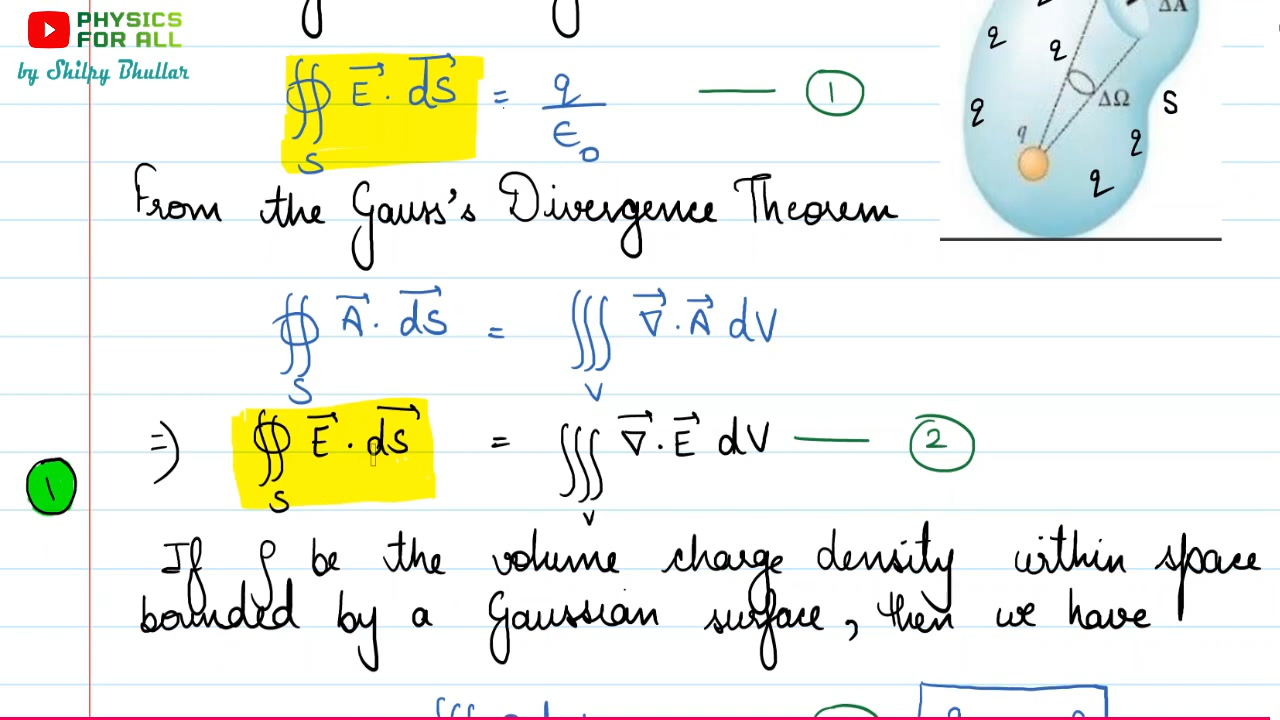 PHYSICS
FOR ALL
by Shilpy Bhullar
∯ E⃗ · dS⃗ = q/ε₀ —— ①
S
From the Gauss's Divergence Theorem
∯ A⃗ · dS⃗ = ∭ ∇⃗ · A⃗ dV
S V
⇒ ∯ E⃗ · dS⃗ = ∭ ∇⃗ · E⃗ dV —— ②
S V
1
If ρ be the volume charge density within space
bounded by a Gaussian surface, then we have
ΔA
q q
q ΔΩ S
q q
q